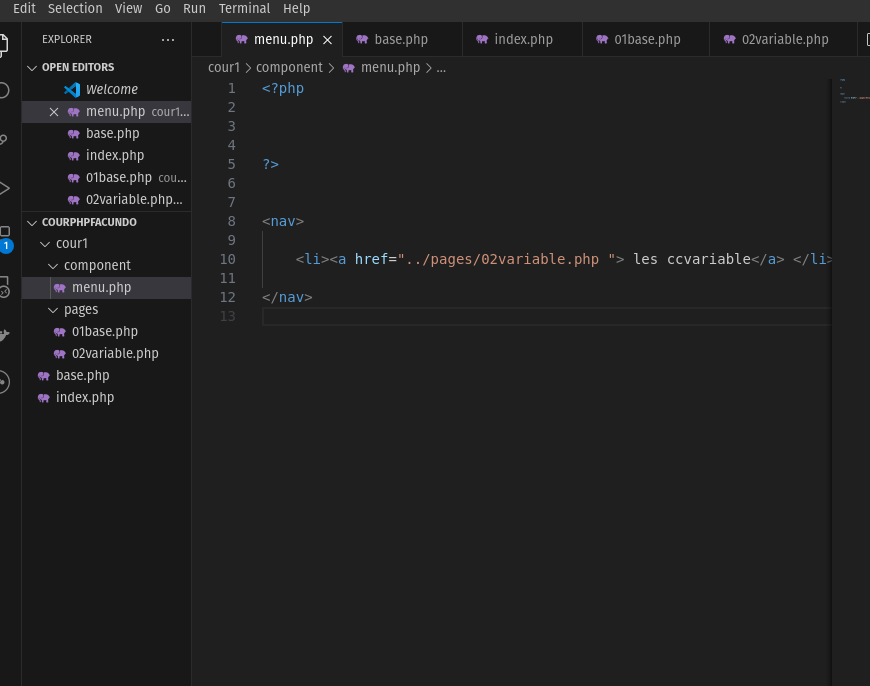 Edit Selection View Go Run Terminal Help
EXPLORER ···
menu.php × base.php index.php 01base.php 02variable.php
OPEN EDITORS
Welcome
× menu.php cour1...
base.php
index.php
01base.php cou...
02variable.php...
COURPHPFACUNDO
cour1
component
menu.php
pages
01base.php
02variable.php
base.php
index.php
1
cour1 > component > menu.php > ...
1 <?php
2
3
4
5 ?>
6
7
8 <nav>
9
10 <li><a href="../pages/02variable.php "> les ccvariable</a> </li>
11
12 </nav>
13